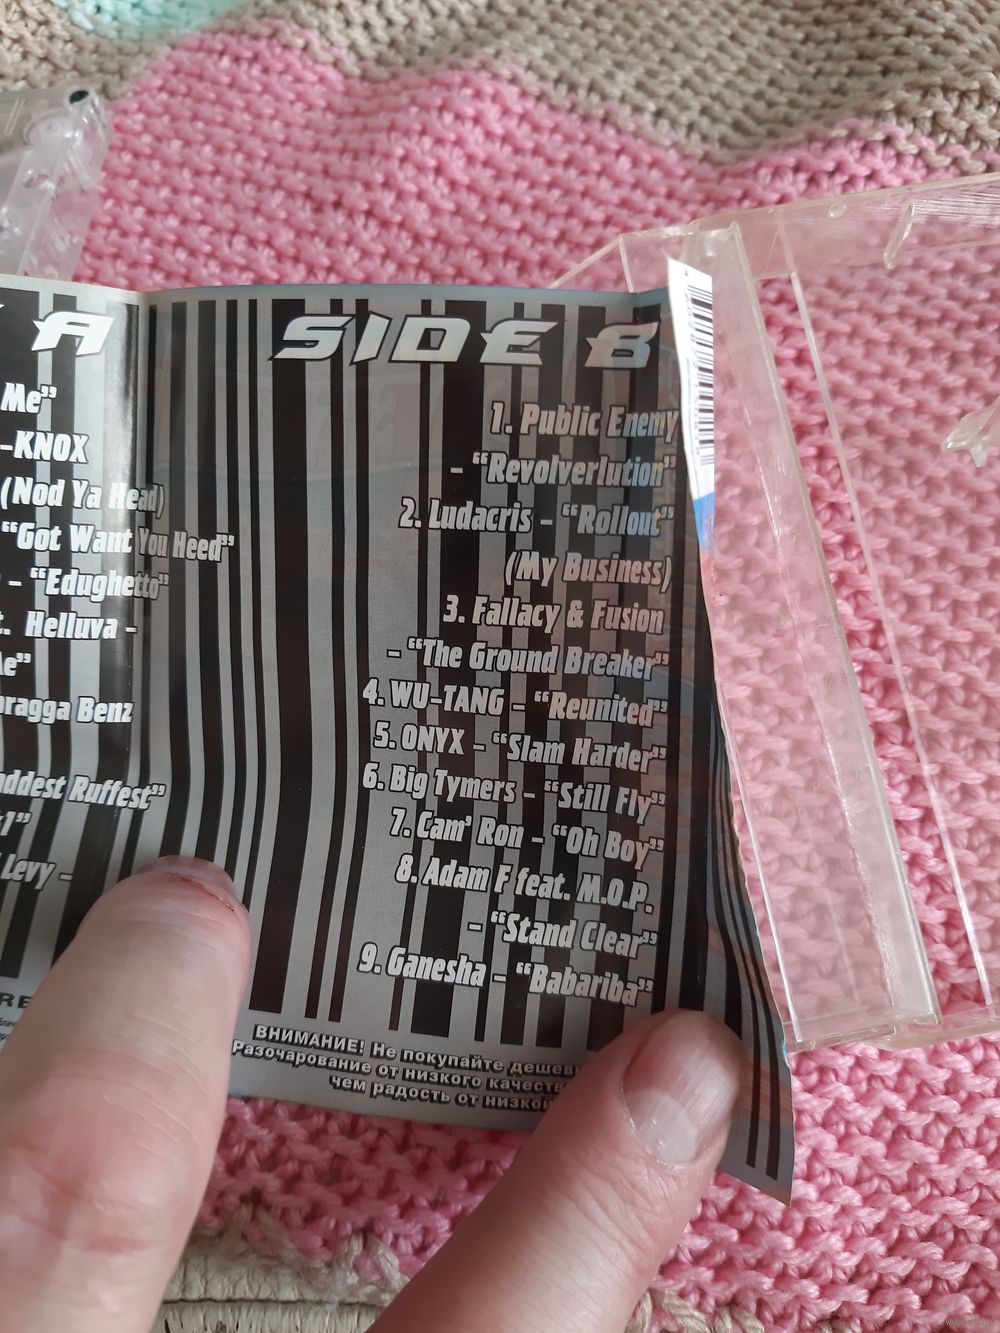 A
Me”
-KNOX
(Nod Ya Head)
“Got Want You Heed”
- “Edughetto”
Helluva -
Benz
Ruffest”
Levy -
SIDE B
1. Public Enemy
- “Revolverlution”
2. Ludacris - “Rollout”
(My Business)
3. Fallacy & Fusion
- “The Ground Breaker”
4. WU-TANG - “Reunited”
5. ONYX - “Slam Harder”
6. Big Tymers - “Still Fly”
7. Cam' Ron - “Oh Boy”
8. Adam F feat. M.O.P.
- “Stand Clear”
9. Ganesha - “Babariba”
ВНИМАНИЕ! Не покупайте дешев
Разочарование от низкого качеств
чем радость от низкой